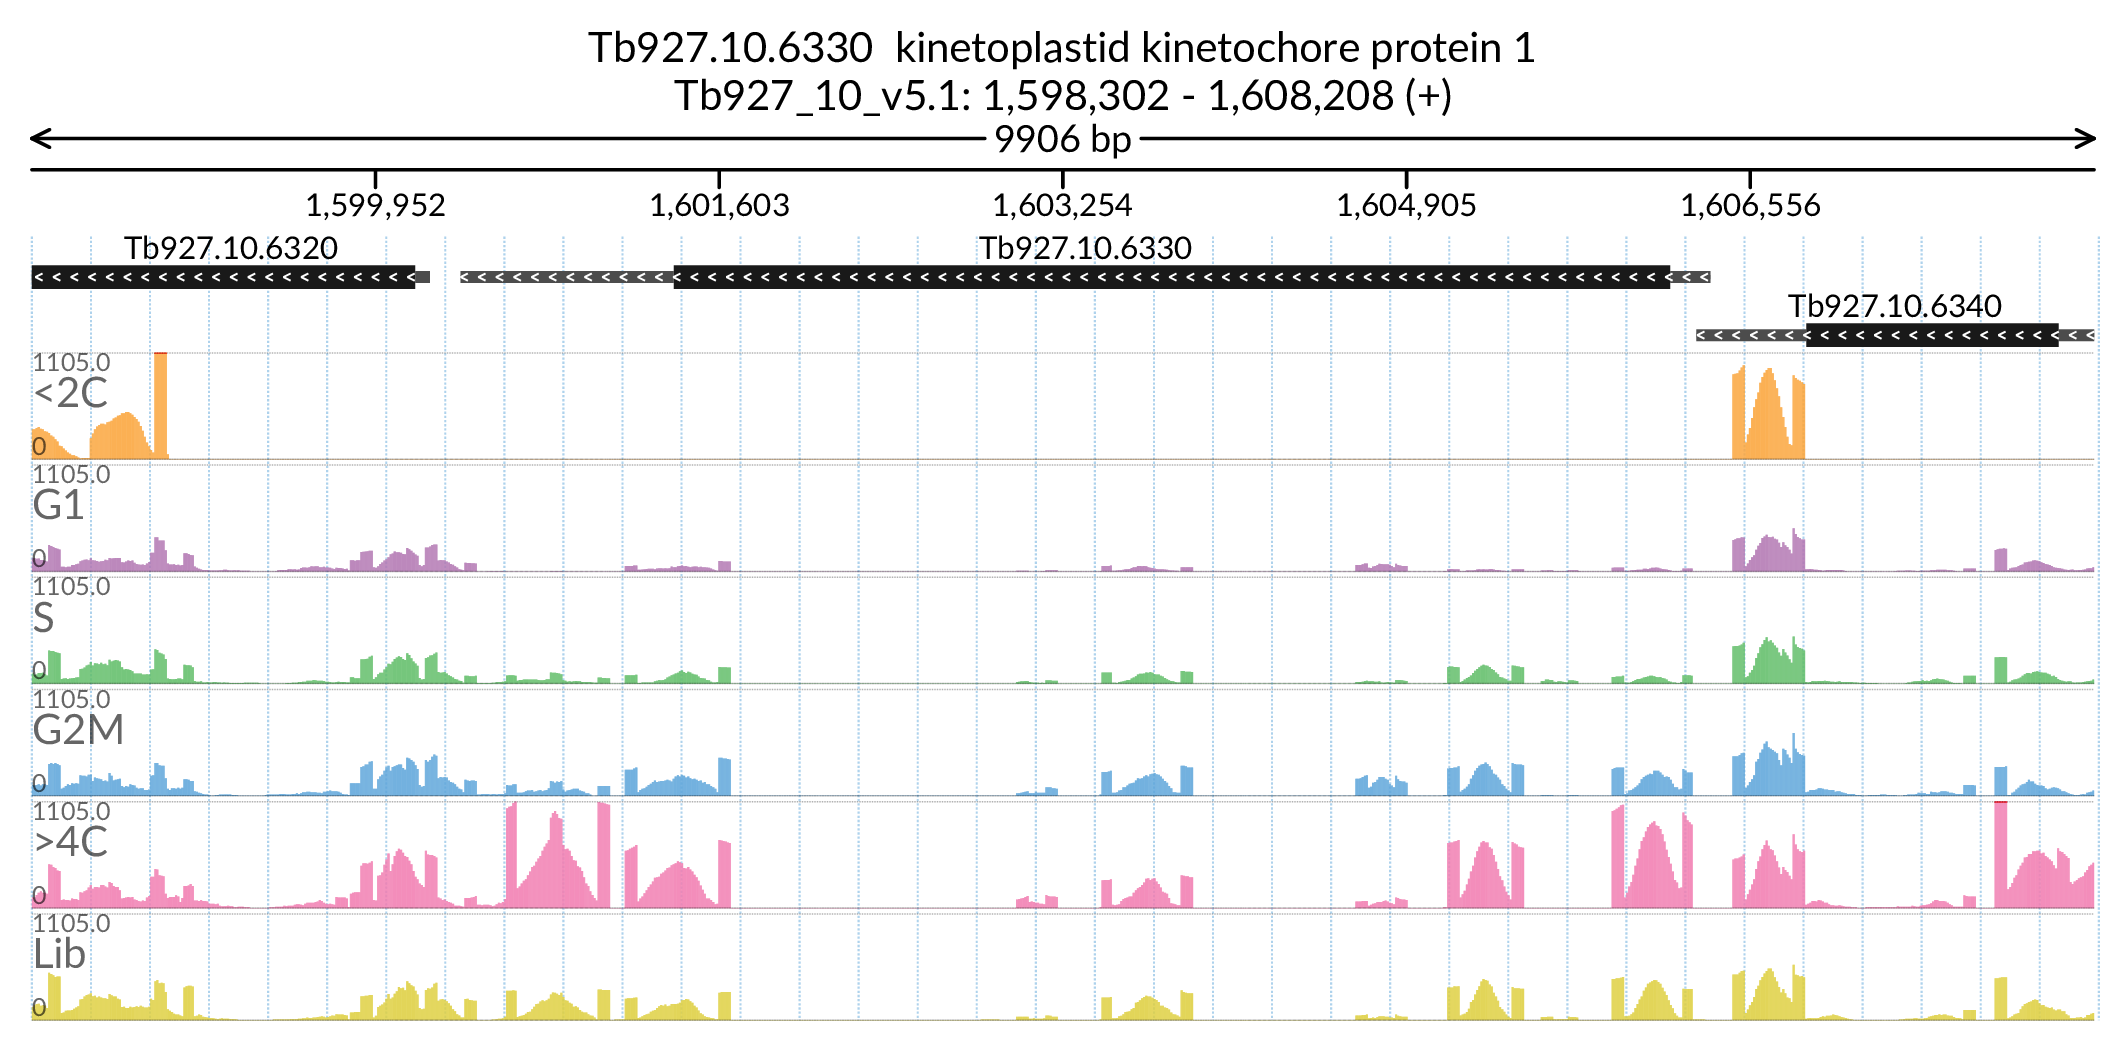 Tb927.10.6330  kinetoplastid kinetochore protein 1
Tb927_10_v5.1: 1,598,302 - 1,608,208 (+)
9906 bp
1,599,952 1,601,603 1,603,254 1,604,905 1,606,556
Tb927.10.6320 Tb927.10.6330
Tb927.10.6340
1105.0
<2C
0
1105.0
G1
0
1105.0
S
0
1105.0
G2M
0
1105.0
>4C
0
1105.0
Lib
0